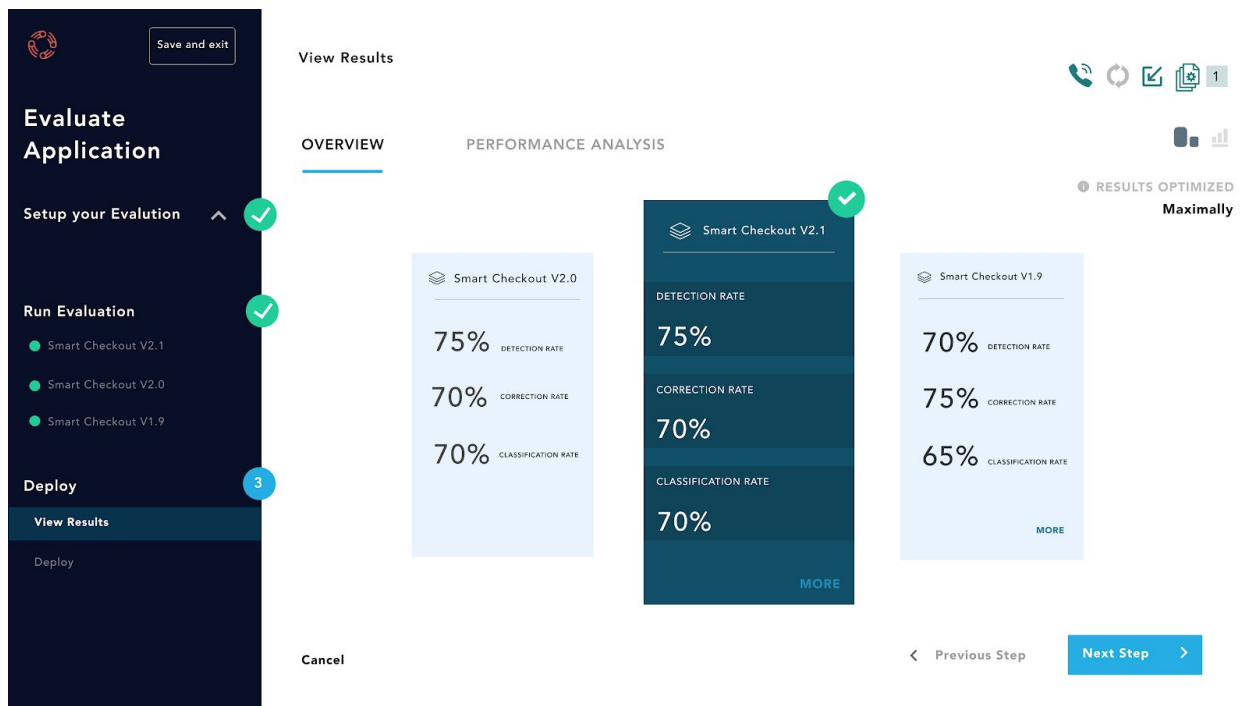 Save and exit
Evaluate
Application
Setup your Evalution
Run Evaluation
Smart Checkout V2.1
Smart Checkout V2.0
Smart Checkout V1.9
Deploy
3
View Results
Deploy
View Results
1
OVERVIEW
PERFORMANCE ANALYSIS
RESULTS OPTIMIZED
Maximally
Smart Checkout V2.0
75% DETECTION RATE
70% CORRECTION RATE
70% CLASSIFICATION RATE
Smart Checkout V2.1
DETECTION RATE
75%
CORRECTION RATE
70%
CLASSIFICATION RATE
70%
MORE
Smart Checkout V1.9
70% DETECTION RATE
75% CORRECTION RATE
65% CLASSIFICATION RATE
MORE
Cancel
Previous Step
Next Step